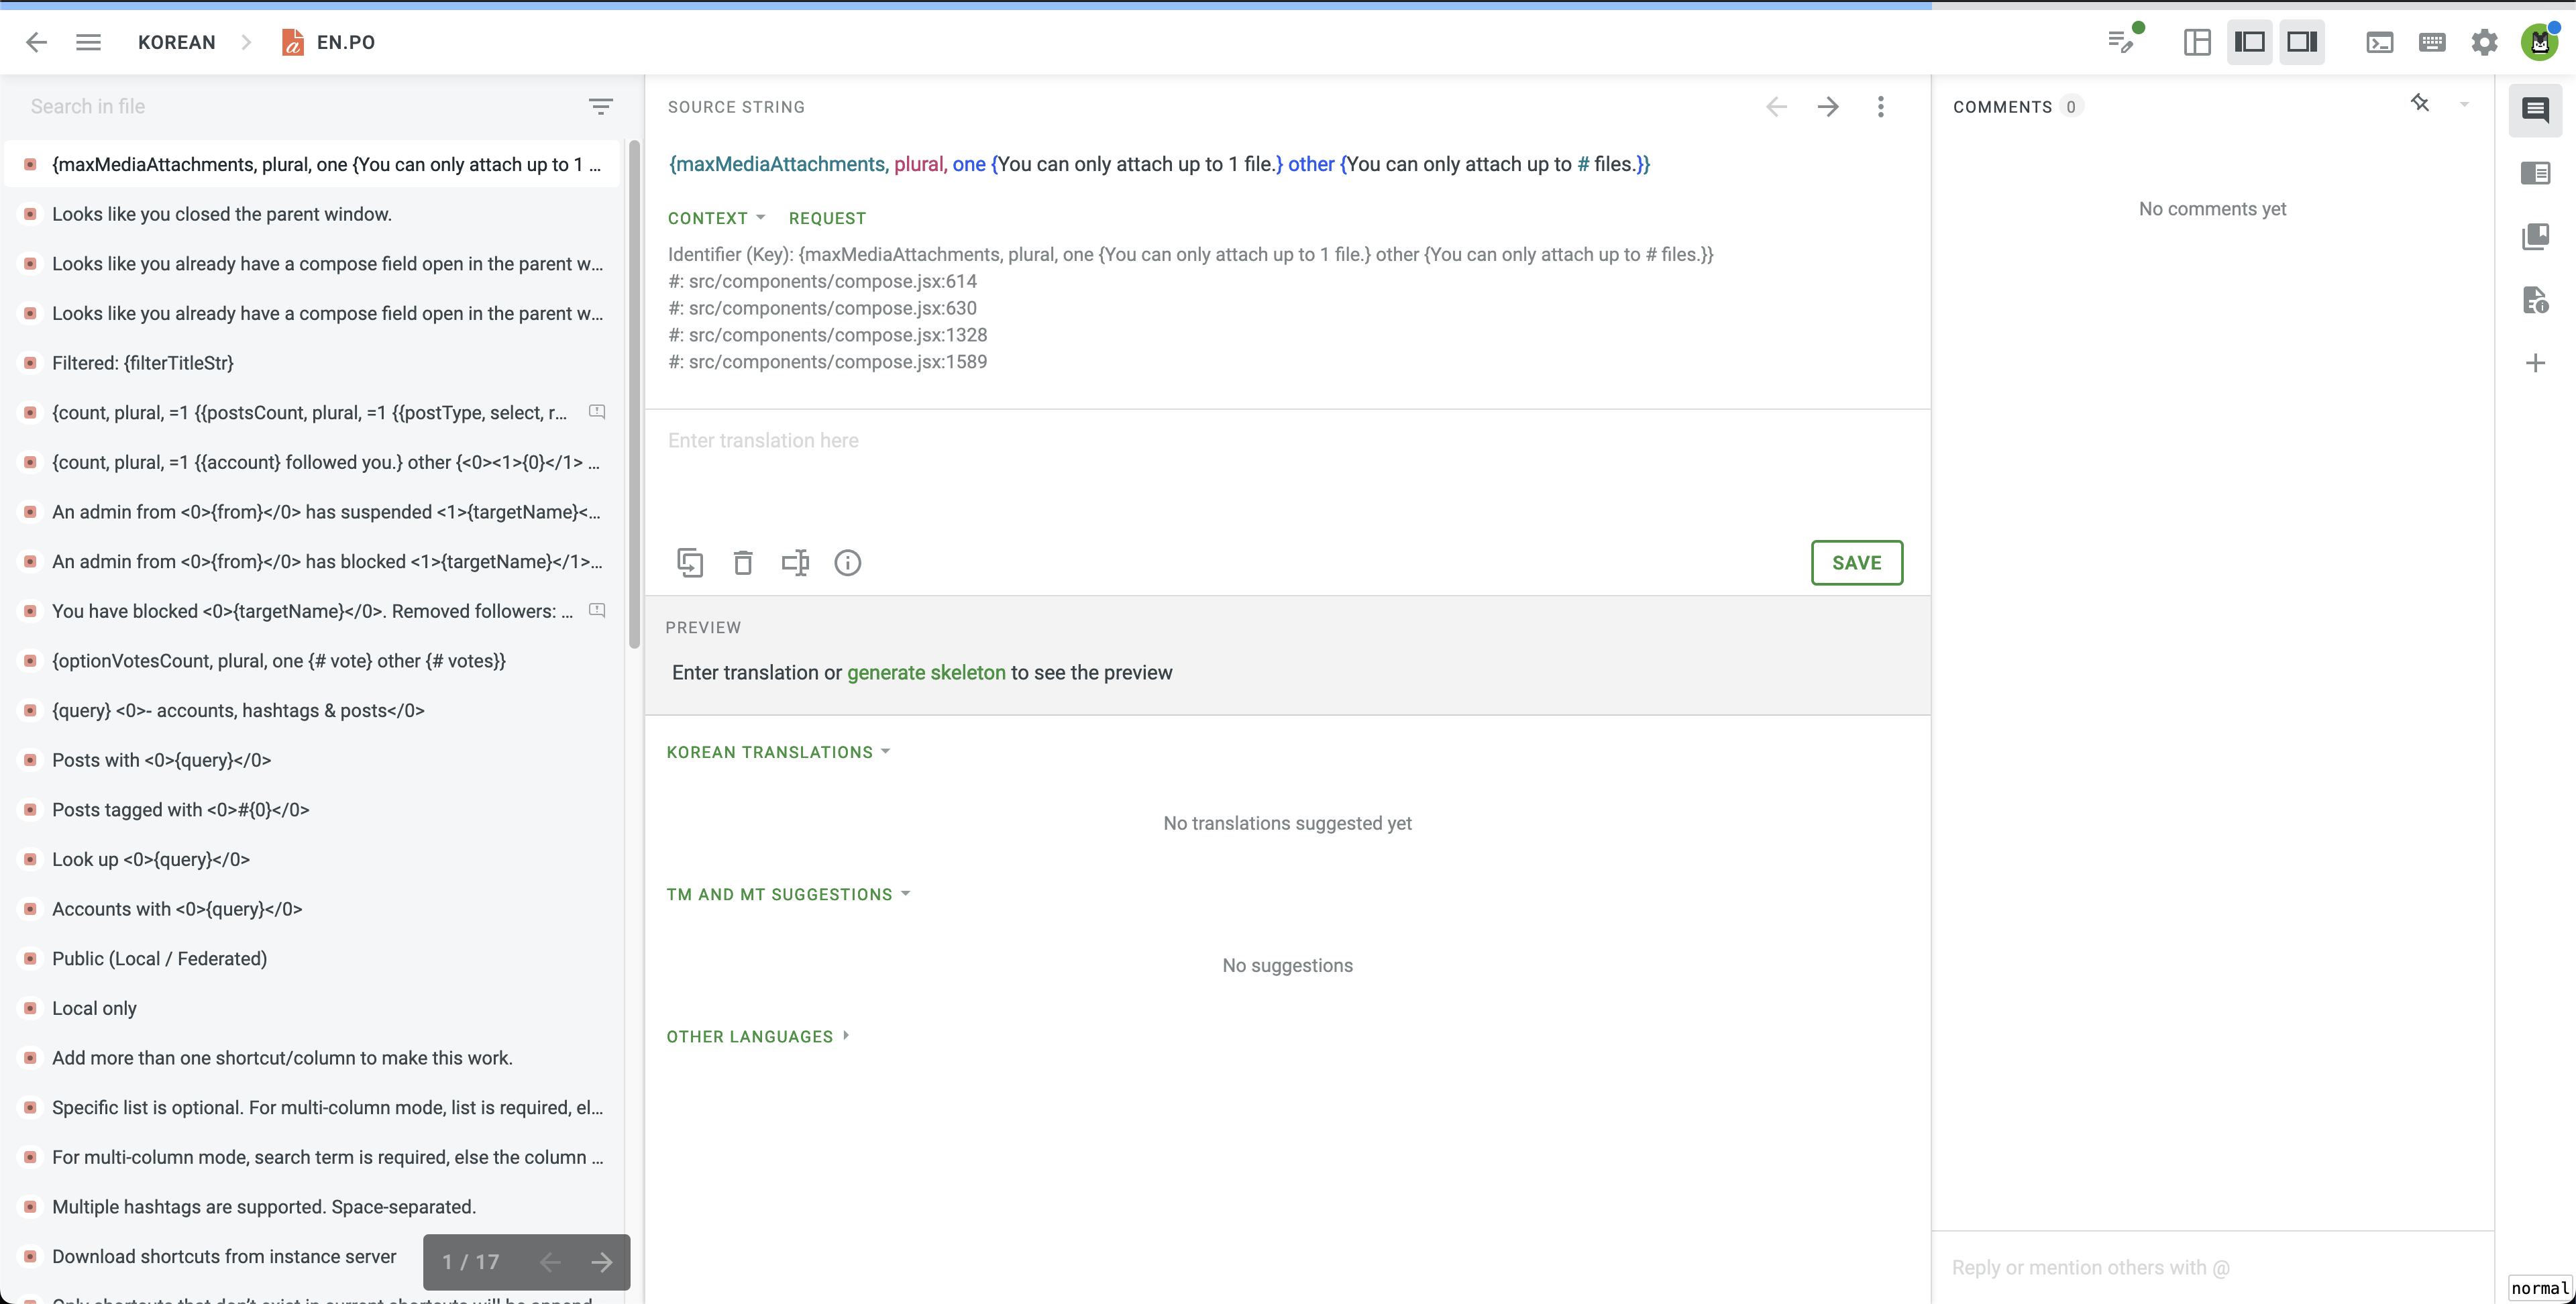 KOREAN
EN.PO
Search in file
{maxMediaAttachments, plural, one {You can only attach up to 1 ...
Looks like you closed the parent window.
Looks like you already have a compose field open in the parent w...
Looks like you already have a compose field open in the parent w...
Filtered: {filterTitleStr}
{count, plural, =1 {{postsCount, plural, =1 {{postType, select, r...
{count, plural, =1 {{account} followed you.} other {<0><1>{0}</1> ...
An admin from <0>{from}</0> has suspended <1>{targetName}<...
An admin from <0>{from}</0> has blocked <1>{targetName}</1>...
You have blocked <0>{targetName}</0>. Removed followers: ...
{optionVotesCount, plural, one {# vote} other {# votes}}
{query} <0>- accounts, hashtags & posts</0>
Posts with <0>{query}</0>
Posts tagged with <0>#{0}</0>
Look up <0>{query}</0>
Accounts with <0>{query}</0>
Public (Local / Federated)
Local only
Add more than one shortcut/column to make this work.
Specific list is optional. For multi-column mode, list is required, el...
For multi-column mode, search term is required, else the column ...
Multiple hashtags are supported. Space-separated.
Download shortcuts from instance server
1 / 17
SOURCE STRING
{maxMediaAttachments, plural, one {You can only attach up to 1 file.} other {You can only attach up to # files.}}
CONTEXT
REQUEST
Identifier (Key): {maxMediaAttachments, plural, one {You can only attach up to 1 file.} other {You can only attach up to # files.}}
#: src/components/compose.jsx:614
#: src/components/compose.jsx:630
#: src/components/compose.jsx:1328
#: src/components/compose.jsx:1589
Enter translation here
SAVE
PREVIEW
Enter translation or generate skeleton to see the preview
KOREAN TRANSLATIONS
No translations suggested yet
TM AND MT SUGGESTIONS
No suggestions
OTHER LANGUAGES
COMMENTS 0
No comments yet
Reply or mention others with @
normal